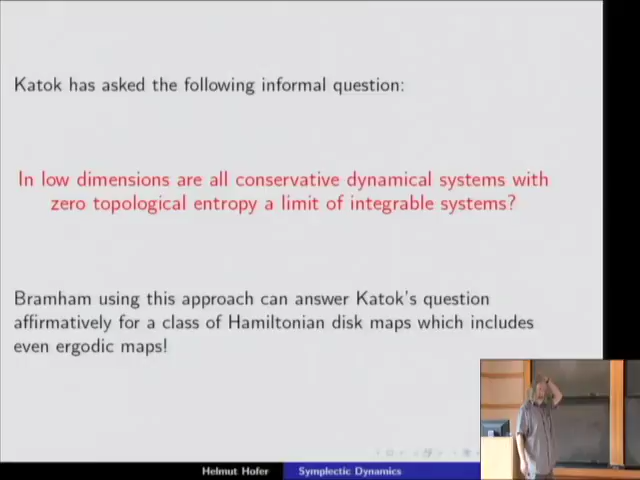 Katok has asked the following informal question:
In low dimensions are all conservative dynamical systems with
zero topological entropy a limit of integrable systems?
Bramham using this approach can answer Katok's question
affirmatively for a class of Hamiltonian disk maps which includes
even ergodic maps!
Helmut Hofer Symplectic Dynamics